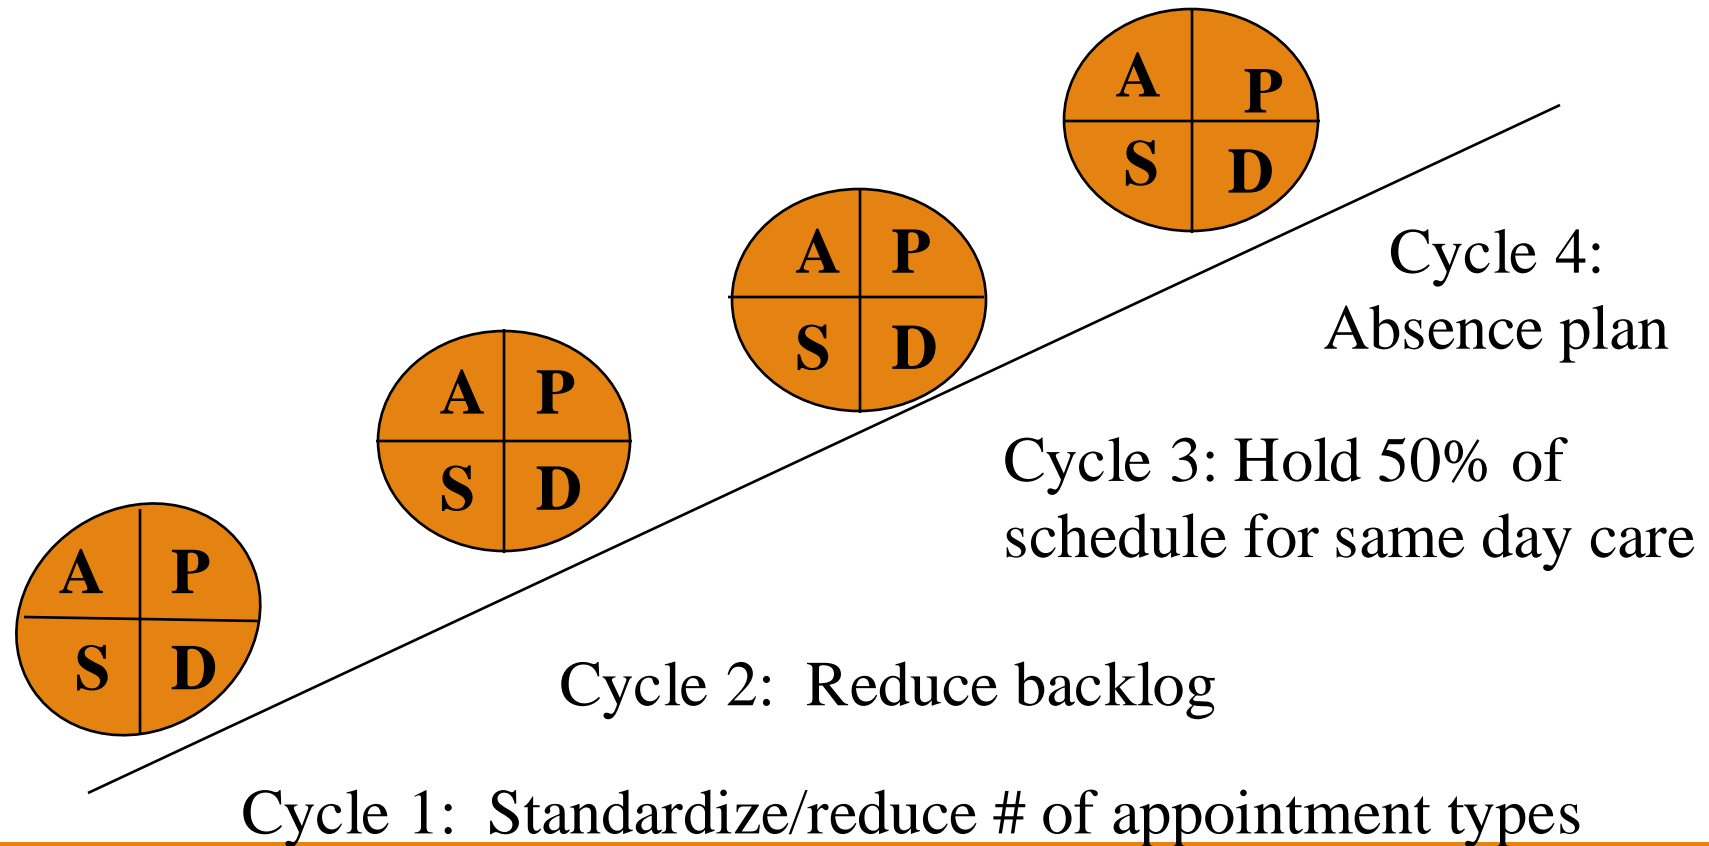 A P
S D
A P
S D
A P
S D
A P
S D
Cycle 4:
Absence plan
Cycle 3: Hold 50% of
schedule for same day care
Cycle 2: Reduce backlog
Cycle 1: Standardize/reduce # of appointment types